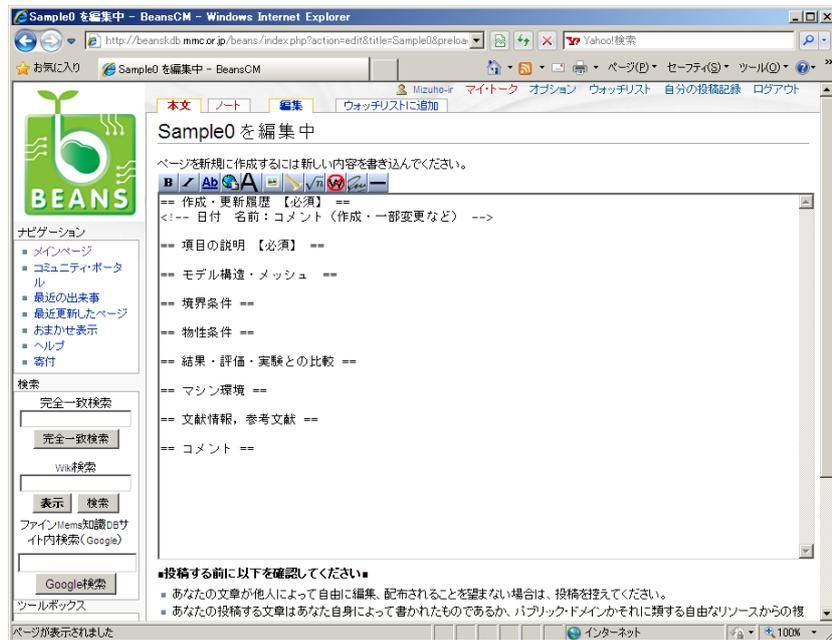 Sample0 を編集中 - BeansCM - Windows Internet Explorer
http://beanskdb.mmc.or.jp/beans/index.php?action=edit&title=Sample0&preloa
Yahoo!検索
お気に入り
Sample0 を編集中 - BeansCM
ページ(P)
セーフティ(S)
ツール(O)
Mizuho-ir
マイ・トーク
オプション
ウォッチリスト
自分の投稿記録
ログアウト
本文
ノート
編集
ウォッチリストに追加
BEANS
ナビゲーション
メインページ
コミュニティ・ポータ
ル
最近の出来事
最近更新したページ
おまかせ表示
ヘルプ
寄付
検索
完全一致検索
完全一致検索
Wiki検索
表示
検索
ファインMems知識DBサ
イト内検索(Google)
Google検索
ツールボックス
Sample0 を編集中
ページを新規に作成するには新しい内容を書き込んでください。
B
Ab
A
√n
W
== 作成・更新履歴 【必須】 ==
<!-- 日付 名前:コメント(作成・一部変更など) -->
== 項目の説明 【必須】 ==
== モデル構造・メッシュ ==
== 境界条件 ==
== 物性条件 ==
== 結果・評価・実験との比較 ==
== マシン環境 ==
== 文献情報,参考文献 ==
== コメント ==
■投稿する前に以下を確認してください■
あなたの文章が他人によって自由に編集、配布されることを望まない場合は、投稿を控えてください。
あなたの投稿する文章はあなた自身によって書かれたものであるか、パブリック・ドメインかそれに類する自由なリソースからの複
ページが表示されました
インターネット
100%